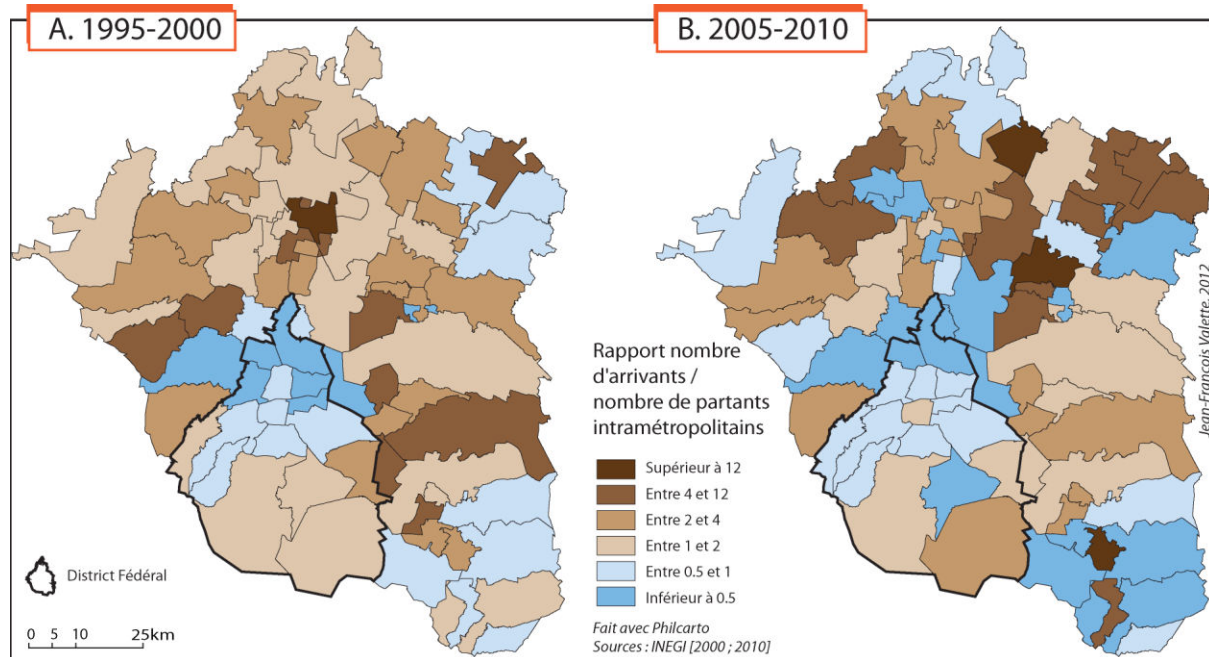 A. 1995-2000
B. 2005-2010
Jean-François Valette, 2012
Rapport nombre
d'arrivants /
nombre de partants
intramétropolitains
Supérieur à 12
Entre 4 et 12
Entre 2 et 4
Entre 1 et 2
Entre 0.5 et 1
Inférieur à 0.5
District Fédéral
0 5 10 25km
Fait avec Philcarto
Sources : INEGI [2000 ; 2010]